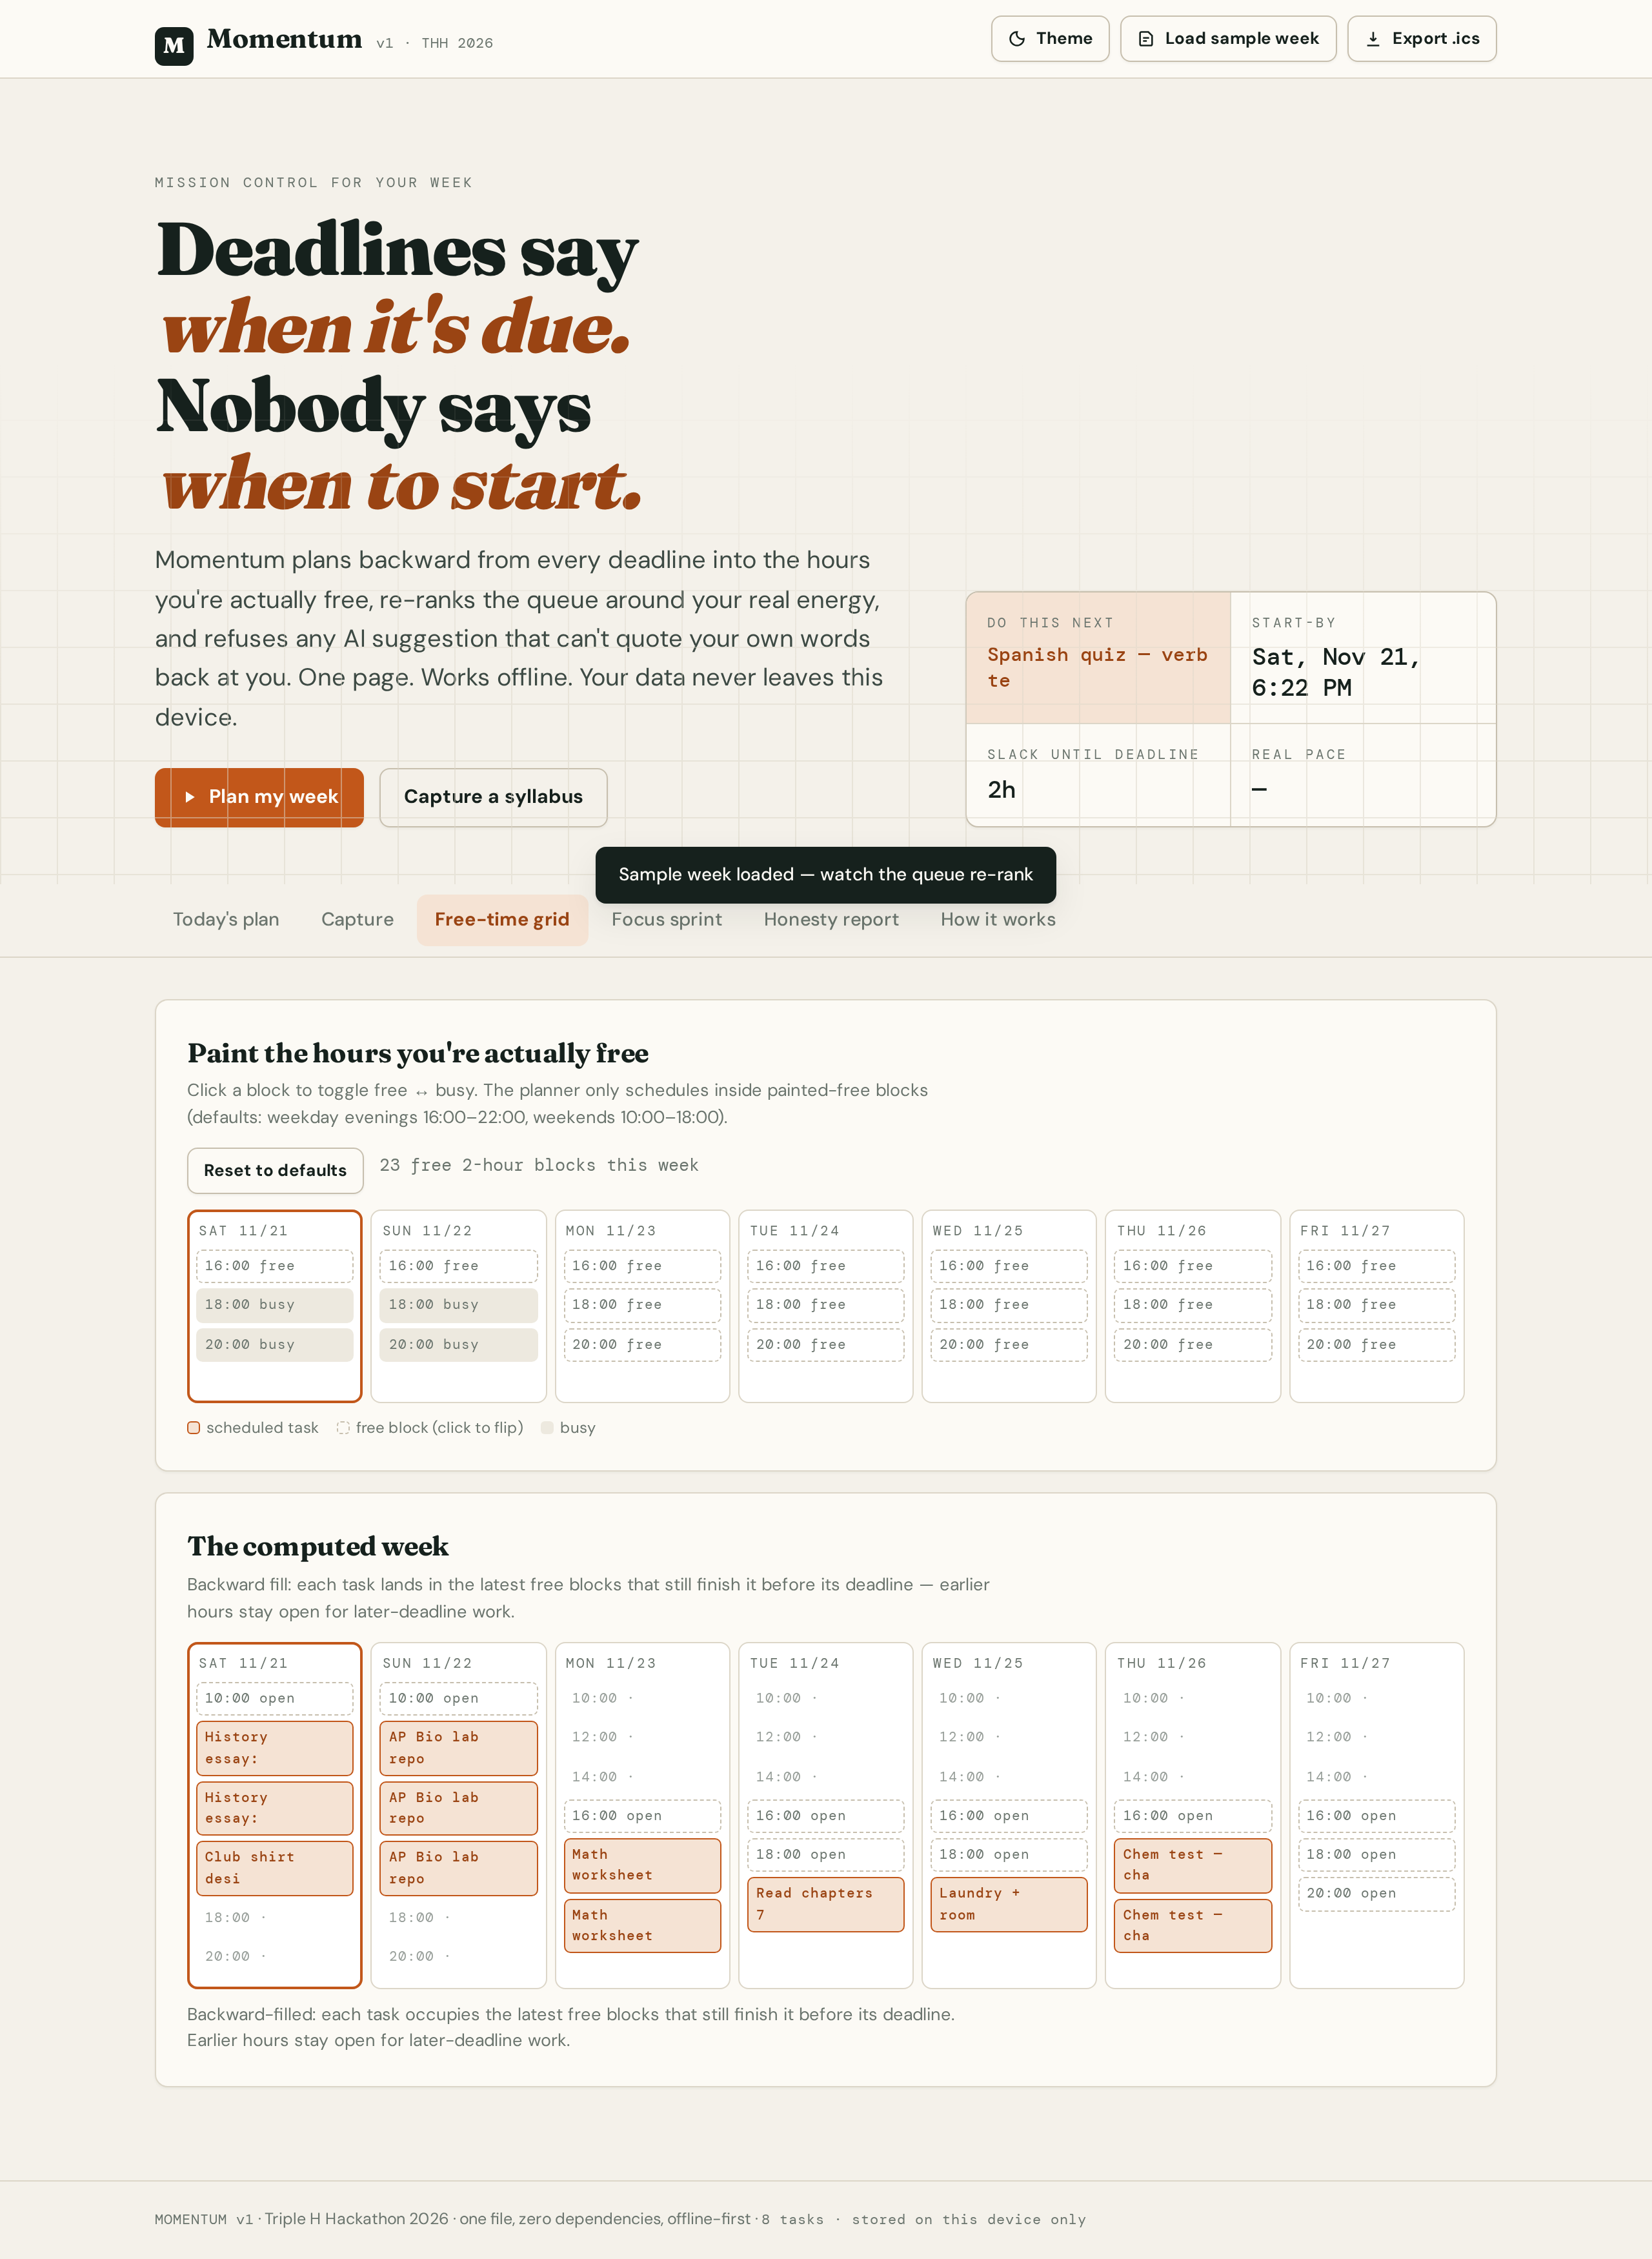 M Momentum v1 · THH 2026
Theme
Load sample week
Export .ics
MISSION CONTROL FOR YOUR WEEK
Deadlines say
when it's due.
Nobody says
when to start.
Momentum plans backward from every deadline into the hours
you're actually free, re-ranks the queue around your real energy,
and refuses any AI suggestion that can't quote your own words
back at you. One page. Works offline. Your data never leaves this
device.
Plan my week
Capture a syllabus
DO THIS NEXT
Spanish quiz — verb
te
START-BY
Sat, Nov 21,
6:22 PM
SLACK UNTIL DEADLINE
2h
REAL PACE
—
Sample week loaded — watch the queue re-rank
Today's plan
Capture
Free-time grid
Focus sprint
Honesty report
How it works
Paint the hours you're actually free
Click a block to toggle free ↔ busy. The planner only schedules inside painted-free blocks
(defaults: weekday evenings 16:00–22:00, weekends 10:00–18:00).
Reset to defaults
23 free 2-hour blocks this week
SAT 11/21
16:00 free
18:00 busy
20:00 busy
SUN 11/22
16:00 free
18:00 busy
20:00 busy
MON 11/23
16:00 free
18:00 free
20:00 free
TUE 11/24
16:00 free
18:00 free
20:00 free
WED 11/25
16:00 free
18:00 free
20:00 free
THU 11/26
16:00 free
18:00 free
20:00 free
FRI 11/27
16:00 free
18:00 free
20:00 free
scheduled task
free block (click to flip)
busy
The computed week
Backward fill: each task lands in the latest free blocks that still finish it before its deadline — earlier
hours stay open for later-deadline work.
SAT 11/21
10:00 open
History
essay:
History
essay:
Club shirt
desi
18:00 ·
20:00 ·
SUN 11/22
10:00 open
AP Bio lab
repo
AP Bio lab
repo
AP Bio lab
repo
18:00 ·
20:00 ·
MON 11/23
10:00 ·
12:00 ·
14:00 ·
16:00 open
Math
worksheet
Math
worksheet
TUE 11/24
10:00 ·
12:00 ·
14:00 ·
16:00 open
18:00 open
Read chapters
7
WED 11/25
10:00 ·
12:00 ·
14:00 ·
16:00 open
18:00 open
Laundry +
room
THU 11/26
10:00 ·
12:00 ·
14:00 ·
16:00 open
Chem test —
cha
Chem test —
cha
FRI 11/27
10:00 ·
12:00 ·
14:00 ·
16:00 open
18:00 open
20:00 open
Backward-filled: each task occupies the latest free blocks that still finish it before its deadline.
Earlier hours stay open for later-deadline work.
MOMENTUM v1 · Triple H Hackathon 2026 · one file, zero dependencies, offline-first · 8 tasks · stored on this device only